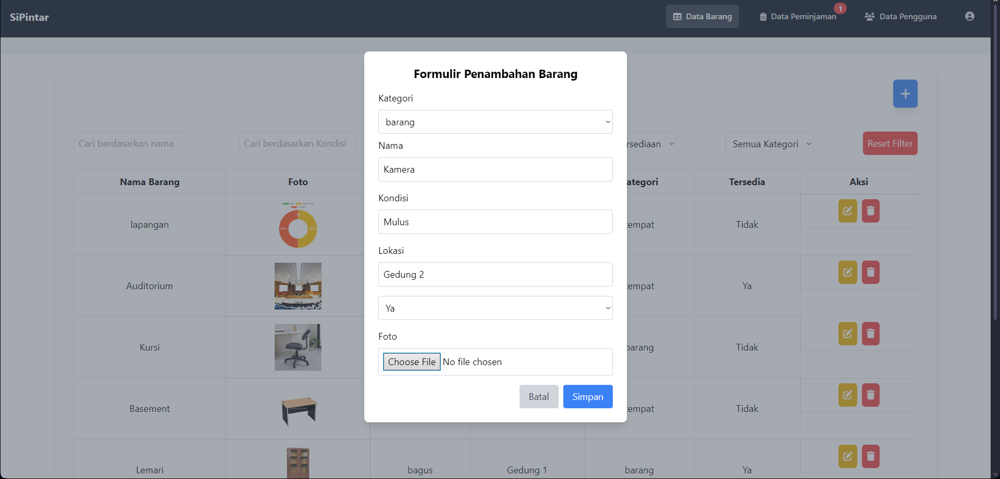 SiPintar
Data Barang
Data Peminjaman
1
Data Pengguna
Formulir Penambahan Barang
Kategori
barang
Nama
Kamera
Kondisi
Mulus
Lokasi
Gedung 2
Ya
Foto
Choose File No file chosen
Batal
Simpan
Cari berdasarkan nama
Cari berdasarkan Kondisi
rsediaan
Semua Kategori
Reset Filter
Nama Barang Foto ategori Tersedia Aksi
lapangan empat Tidak
Auditorium empat Ya
Kursi barang Tidak
Basement empat Tidak
Lemari bagus Gedung 1 barang Ya